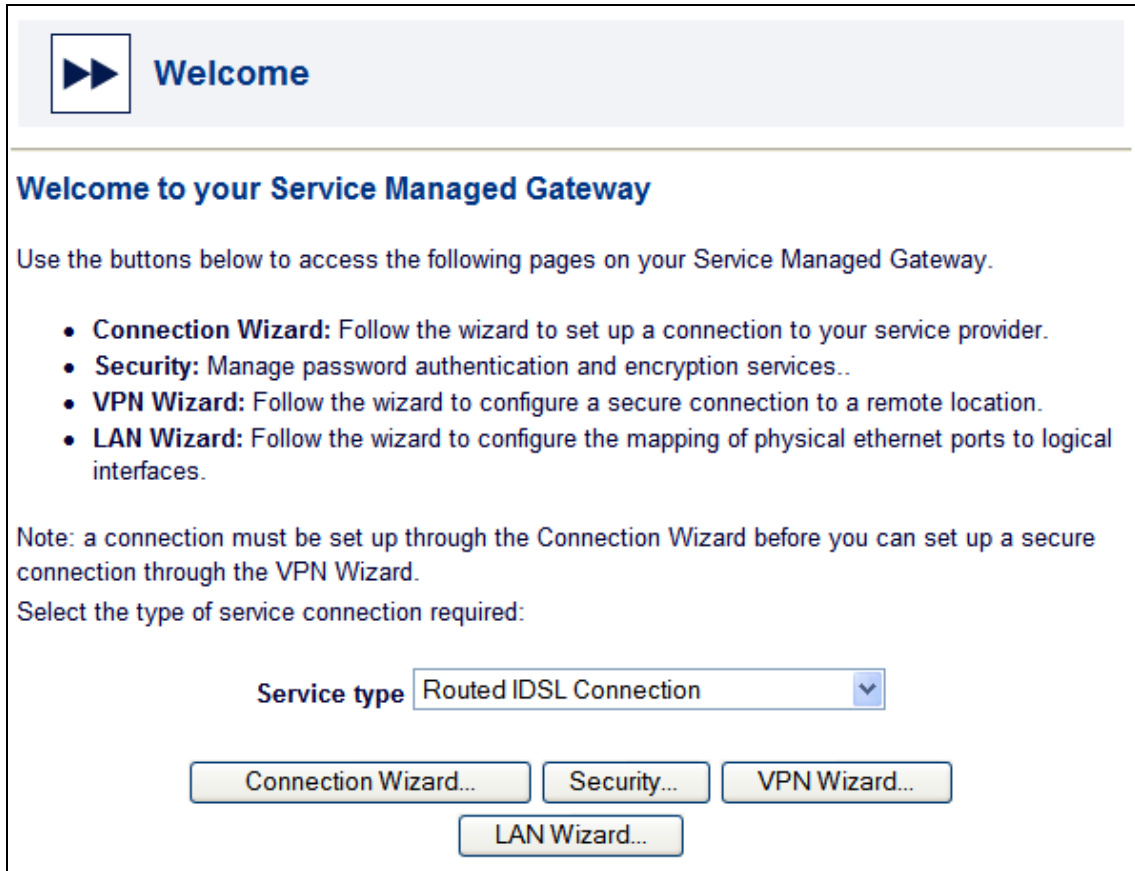 Welcome
Welcome to your Service Managed Gateway
Use the buttons below to access the following pages on your Service Managed Gateway.
• Connection Wizard: Follow the wizard to set up a connection to your service provider.
• Security: Manage password authentication and encryption services..
• VPN Wizard: Follow the wizard to configure a secure connection to a remote location.
• LAN Wizard: Follow the wizard to configure the mapping of physical ethernet ports to logical
interfaces.
Note: a connection must be set up through the Connection Wizard before you can set up a secure
connection through the VPN Wizard.
Select the type of service connection required:
Service type Routed IDSL Connection
Connection Wizard... Security... VPN Wizard...
LAN Wizard...